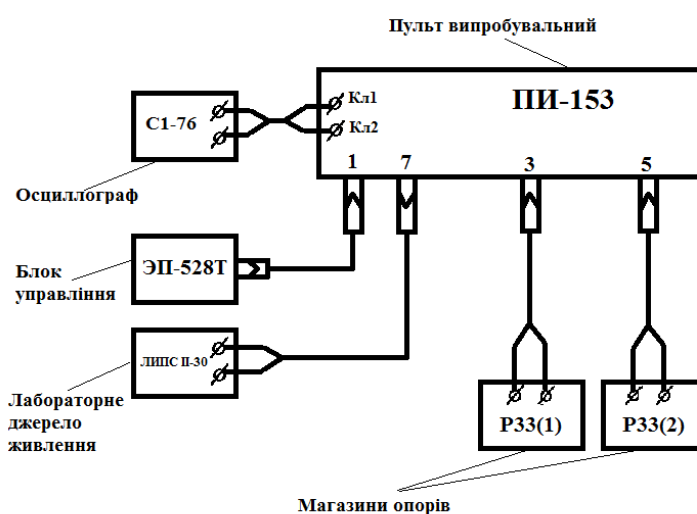 Пульт випробувальний
ПИ-153
Кл1
Кл2
С1-76
1
7
3
5
Осциллограф
ЭП-528Т
Блок
управління
ЛИПС II-30
Лабораторне
джерело
живлення
Р33(1)
Р33(2)
Магазини опорів